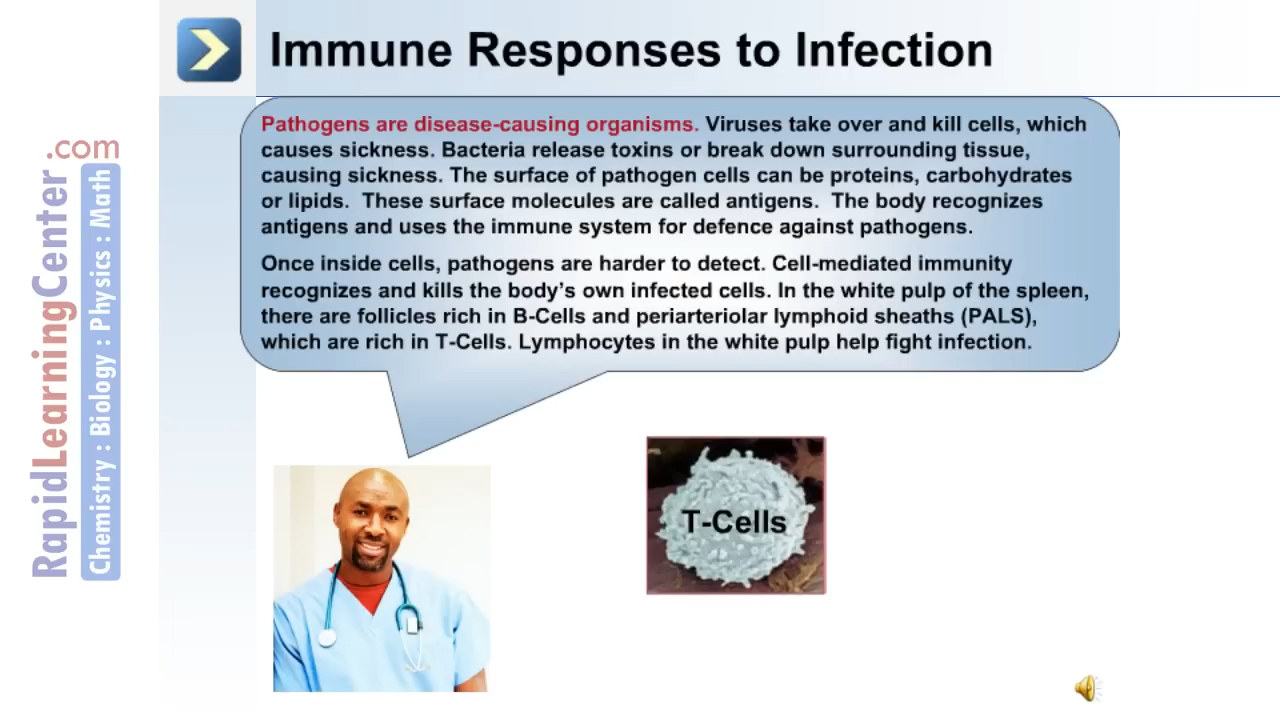 Immune Responses to Infection
Pathogens are disease-causing organisms. Viruses take over and kill cells, which
causes sickness. Bacteria release toxins or break down surrounding tissue,
causing sickness. The surface of pathogen cells can be proteins, carbohydrates
or lipids.  These surface molecules are called antigens.  The body recognizes
antigens and uses the immune system for defence against pathogens.
Once inside cells, pathogens are harder to detect. Cell-mediated immunity
recognizes and kills the body's own infected cells. In the white pulp of the spleen,
there are follicles rich in B-Cells and periarteriolar lymphoid sheaths (PALS),
which are rich in T-Cells. Lymphocytes in the white pulp help fight infection.
T-Cells
RapidLearningCenter.com
Chemistry : Biology : Physics : Math